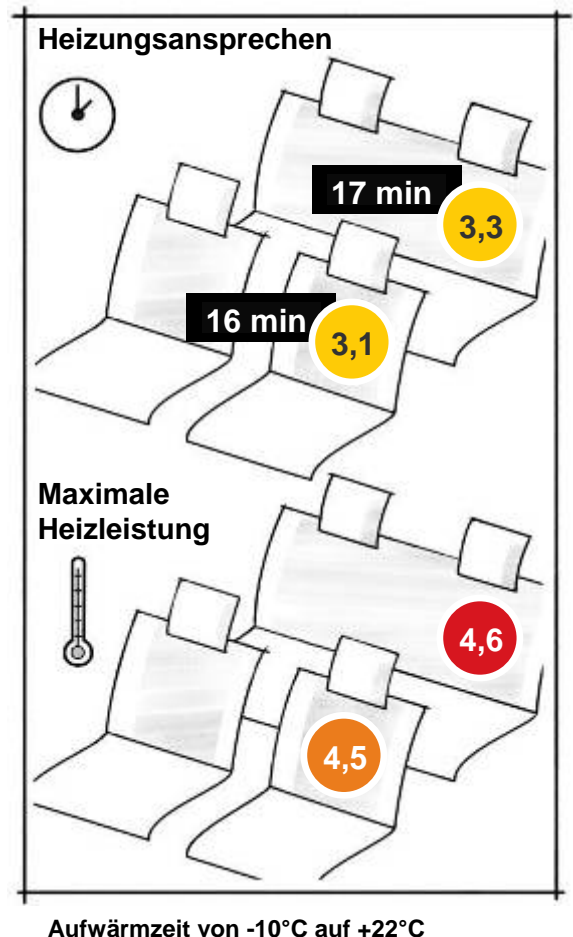 Heizungsansprechen
17 min
3,3
16 min
3,1
Maximale
Heizleistung
4,6
4,5
Aufwärmzeit von -10°C auf +22°C